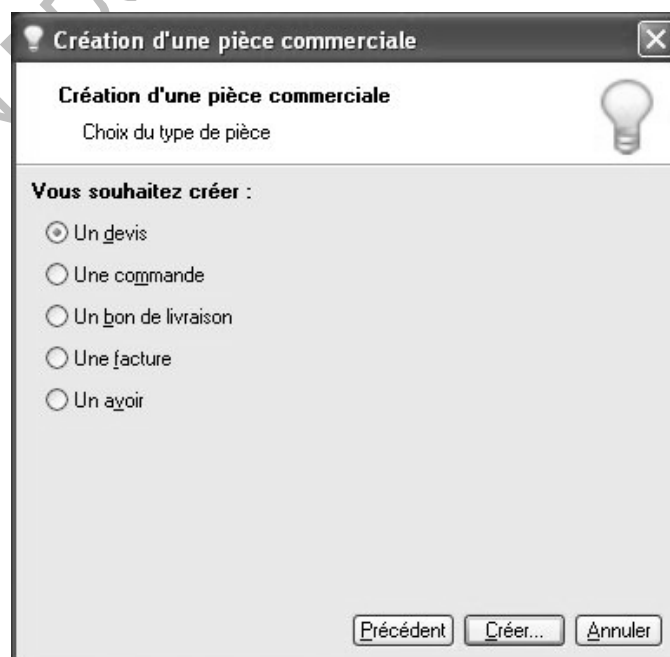 Création d'une pièce commerciale
Création d'une pièce commerciale
Choix du type de pièce
Vous souhaitez créer :
Un devis
Une commande
Un bon de livraison
Une facture
Un avoir
Précédent Créer... Annuler